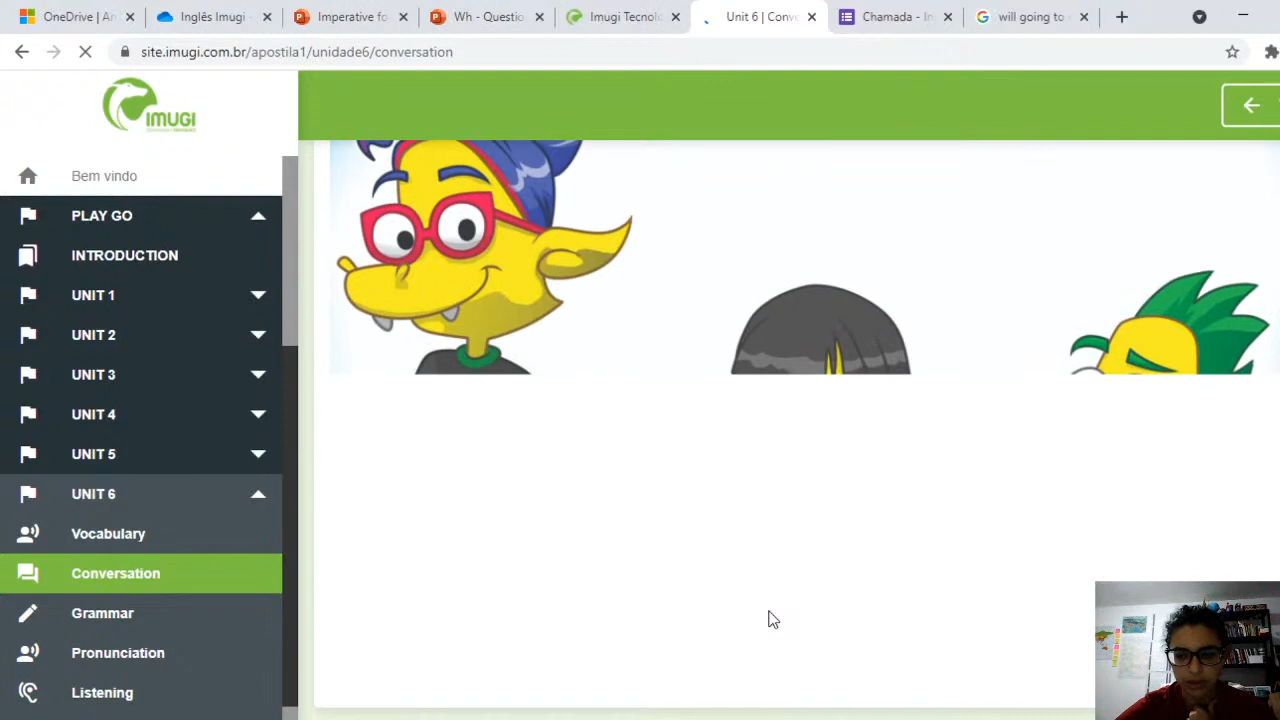 OneDrive | A
Inglês Imugi -
Imperative fo
Wh - Questio
Imugi Tecnolo
Unit 6 | Conve
Chamada - In
will going to
site.imugi.com.br/apostila1/unidade6/conversation
IMUGI
Bem vindo
PLAY GO
INTRODUCTION
UNIT 1
UNIT 2
UNIT 3
UNIT 4
UNIT 5
UNIT 6
Vocabulary
Conversation
Grammar
Pronunciation
Listening